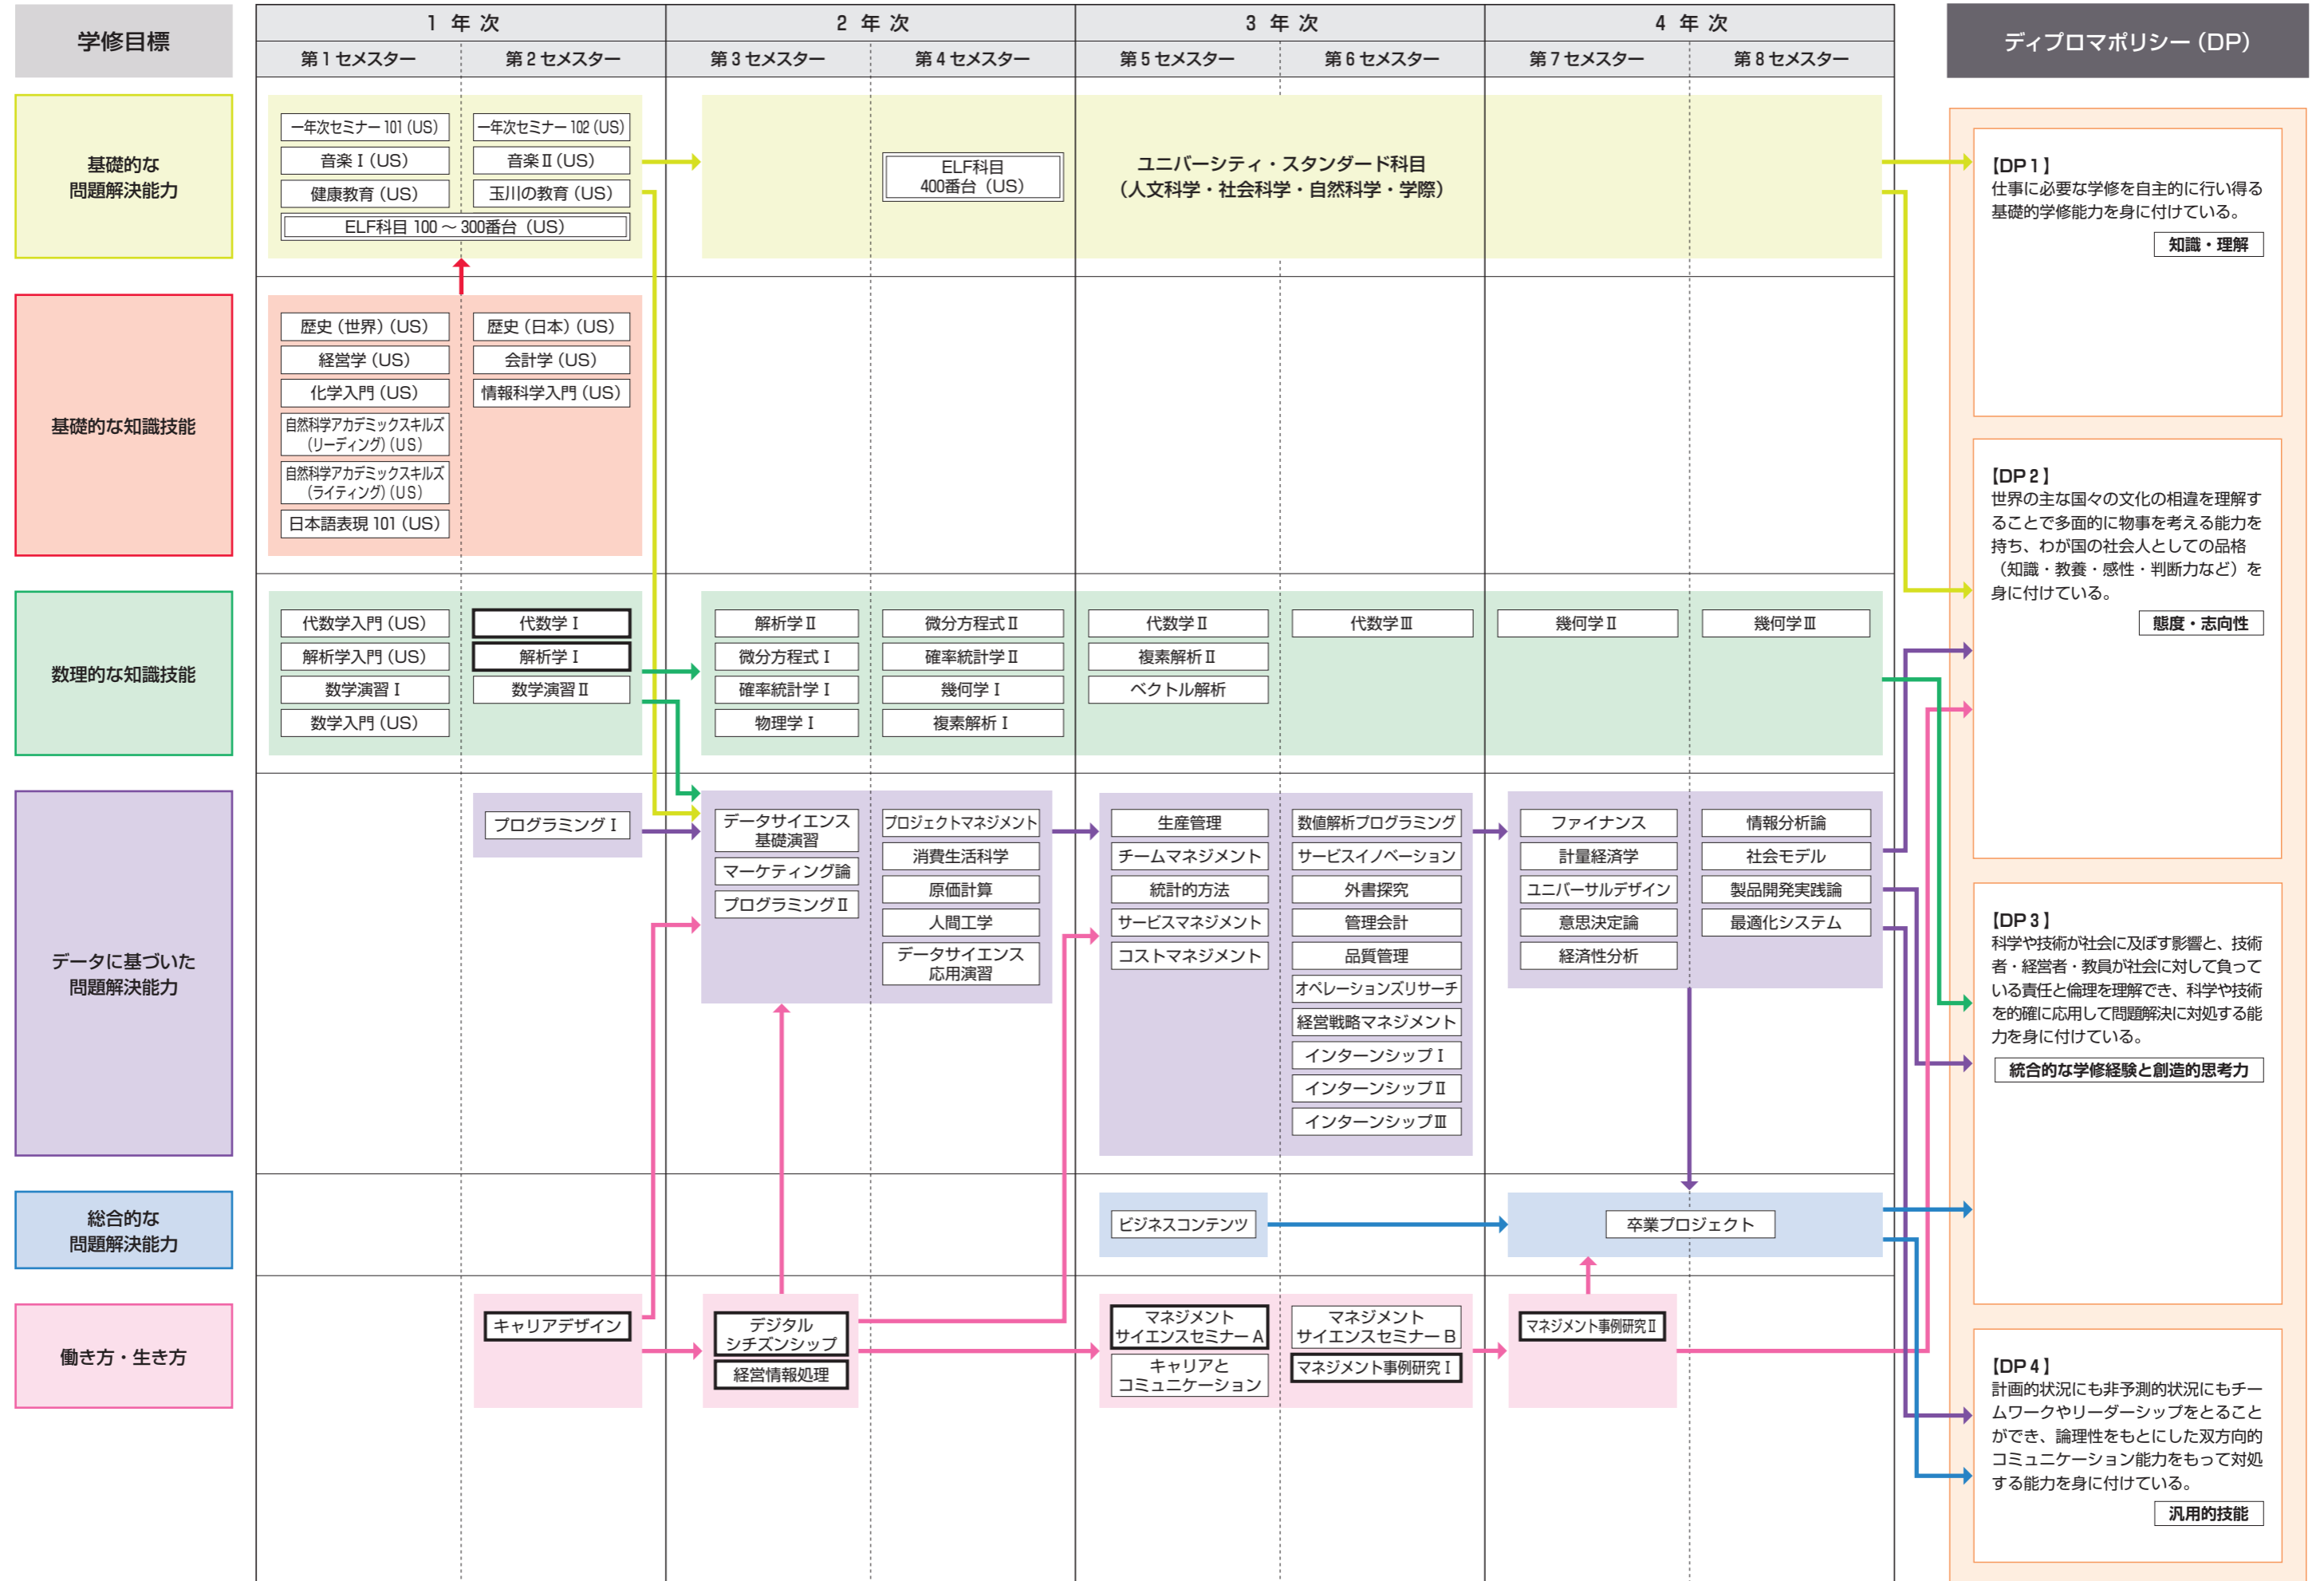 学修目標
1 年 次
2 年 次
3 年 次
4 年 次
第1セメスター
第2セメスター
第3セメスター
第4セメスター
第5セメスター
第6セメスター
第7セメスター
第8セメスター
ディプロマポリシー（DP）
基礎的な
問題解決能力
一年次セミナー 101（US）
一年次セミナー 102（US）
音楽Ⅰ（US）
音楽Ⅱ（US）
健康教育（US）
玉川の教育（US）
ELF科目 100 ～ 300番台（US）
ELF科目
400番台（US）
ユニバーシティ・スタンダード科目
（人文科学・社会科学・自然科学・学際）
基礎的な知識技能
歴史（世界）（US）
歴史（日本）（US）
経営学（US）
会計学（US）
化学入門（US）
情報科学入門（US）
自然科学アカデミックスキルズ
（リーディング）（US）
自然科学アカデミックスキルズ
（ライティング）（US）
日本語表現 101（US）
数理的な知識技能
代数学入門（US）
代数学Ⅰ
解析学Ⅱ
微分方程式Ⅱ
代数学Ⅱ
代数学Ⅲ
幾何学Ⅱ
幾何学Ⅲ
解析学入門（US）
解析学Ⅰ
微分方程式Ⅰ
確率統計学Ⅱ
複素解析Ⅱ
数学演習Ⅰ
数学演習Ⅱ
確率統計学Ⅰ
幾何学Ⅰ
ベクトル解析
数学入門（US）
物理学Ⅰ
複素解析Ⅰ
データに基づいた
問題解決能力
プログラミングⅠ
データサイエンス
基礎演習
マーケティング論
プログラミングⅡ
プロジェクトマネジメント
消費生活科学
原価計算
人間工学
データサイエンス
応用演習
生産管理
チームマネジメント
統計的方法
サービスマネジメント
コストマネジメント
数値解析プログラミング
サービスイノベーション
外書探究
管理会計
品質管理
オペレーションズリサーチ
経営戦略マネジメント
インターンシップⅠ
インターンシップⅡ
インターンシップⅢ
ファイナンス
計量経済学
ユニバーサルデザイン
意思決定論
経済性分析
情報分析論
社会モデル
製品開発実践論
最適化システム
総合的な
問題解決能力
ビジネスコンテンツ
卒業プロジェクト
働き方・生き方
キャリアデザイン
デジタル
シチズンシップ
経営情報処理
マネジメント
サイエンスセミナーA
キャリアと
コミュニケーション
マネジメント
サイエンスセミナーB
マネジメント事例研究Ⅰ
マネジメント事例研究Ⅱ
【DP1】
仕事に必要な学修を自主的に行い得る
基礎的学修能力を身に付けている。
知識・理解
【DP2】
世界の主な国々の文化の相違を理解す
ることで多面的に物事を考える能力を
持ち、わが国の社会人としての品格
（知識・教養・感性・判断力など）を
身に付けている。
態度・志向性
【DP3】
科学や技術が社会に及ぼす影響と、技術
者・経営者・教員が社会に対して負って
いる責任と倫理を理解でき、科学や技術
を的確に応用して問題解決に対処する能
力を身に付けている。
統合的な学修経験と創造的思考力
【DP4】
計画的状況にも非予測的状況にもチー
ムワークやリーダーシップをとること
ができ、論理性をもとにした双方向的
コミュニケーション能力をもって対処
する能力を身に付けている。
汎用的技能